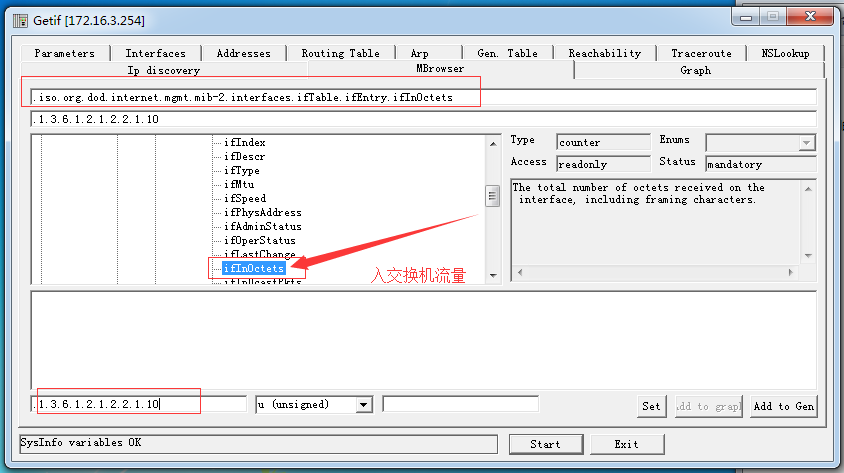 Getif [172.16.3.254]
Parameters Interfaces Addresses Routing Table Arp Gen. Table Reachability Traceroute NSLookup
Ip discovery MBrowser Graph
.iso.org.dod.internet.mgmt.mib-2.interfaces.ifTable.ifEntry.ifInOctets
.1.3.6.1.2.1.2.2.1.10
ifIndex
ifDescr
ifType
ifMtu
ifSpeed
ifPhysAddress
ifAdminStatus
ifOperStatus
ifLastChange
ifInOctets
ifInUcastPkts
入交换机流量
Type counter Enums
Access readonly Status mandatory
The total number of octets received on the
interface, including framing characters.
.1.3.6.1.2.1.2.2.1.10 u (unsigned) Set Add to graph Add to Gen
SysInfo variables OK Start Exit